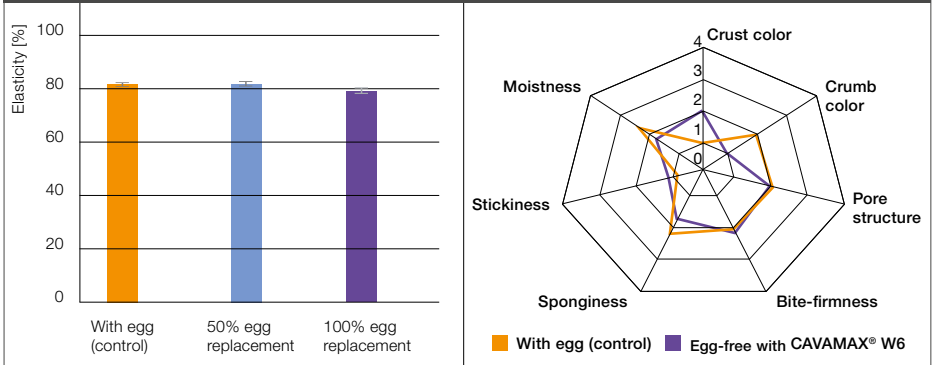 Elasticity [%]
100
80
60
40
20
0
With egg
(control)
50% egg
replacement
100% egg
replacement
4
3
2
1
0
Crust color
Crumb
color
Pore
structure
Bite-firmness
Sponginess
Stickiness
Moistness
With egg (control)
Egg-free with CAVAMAX® W6